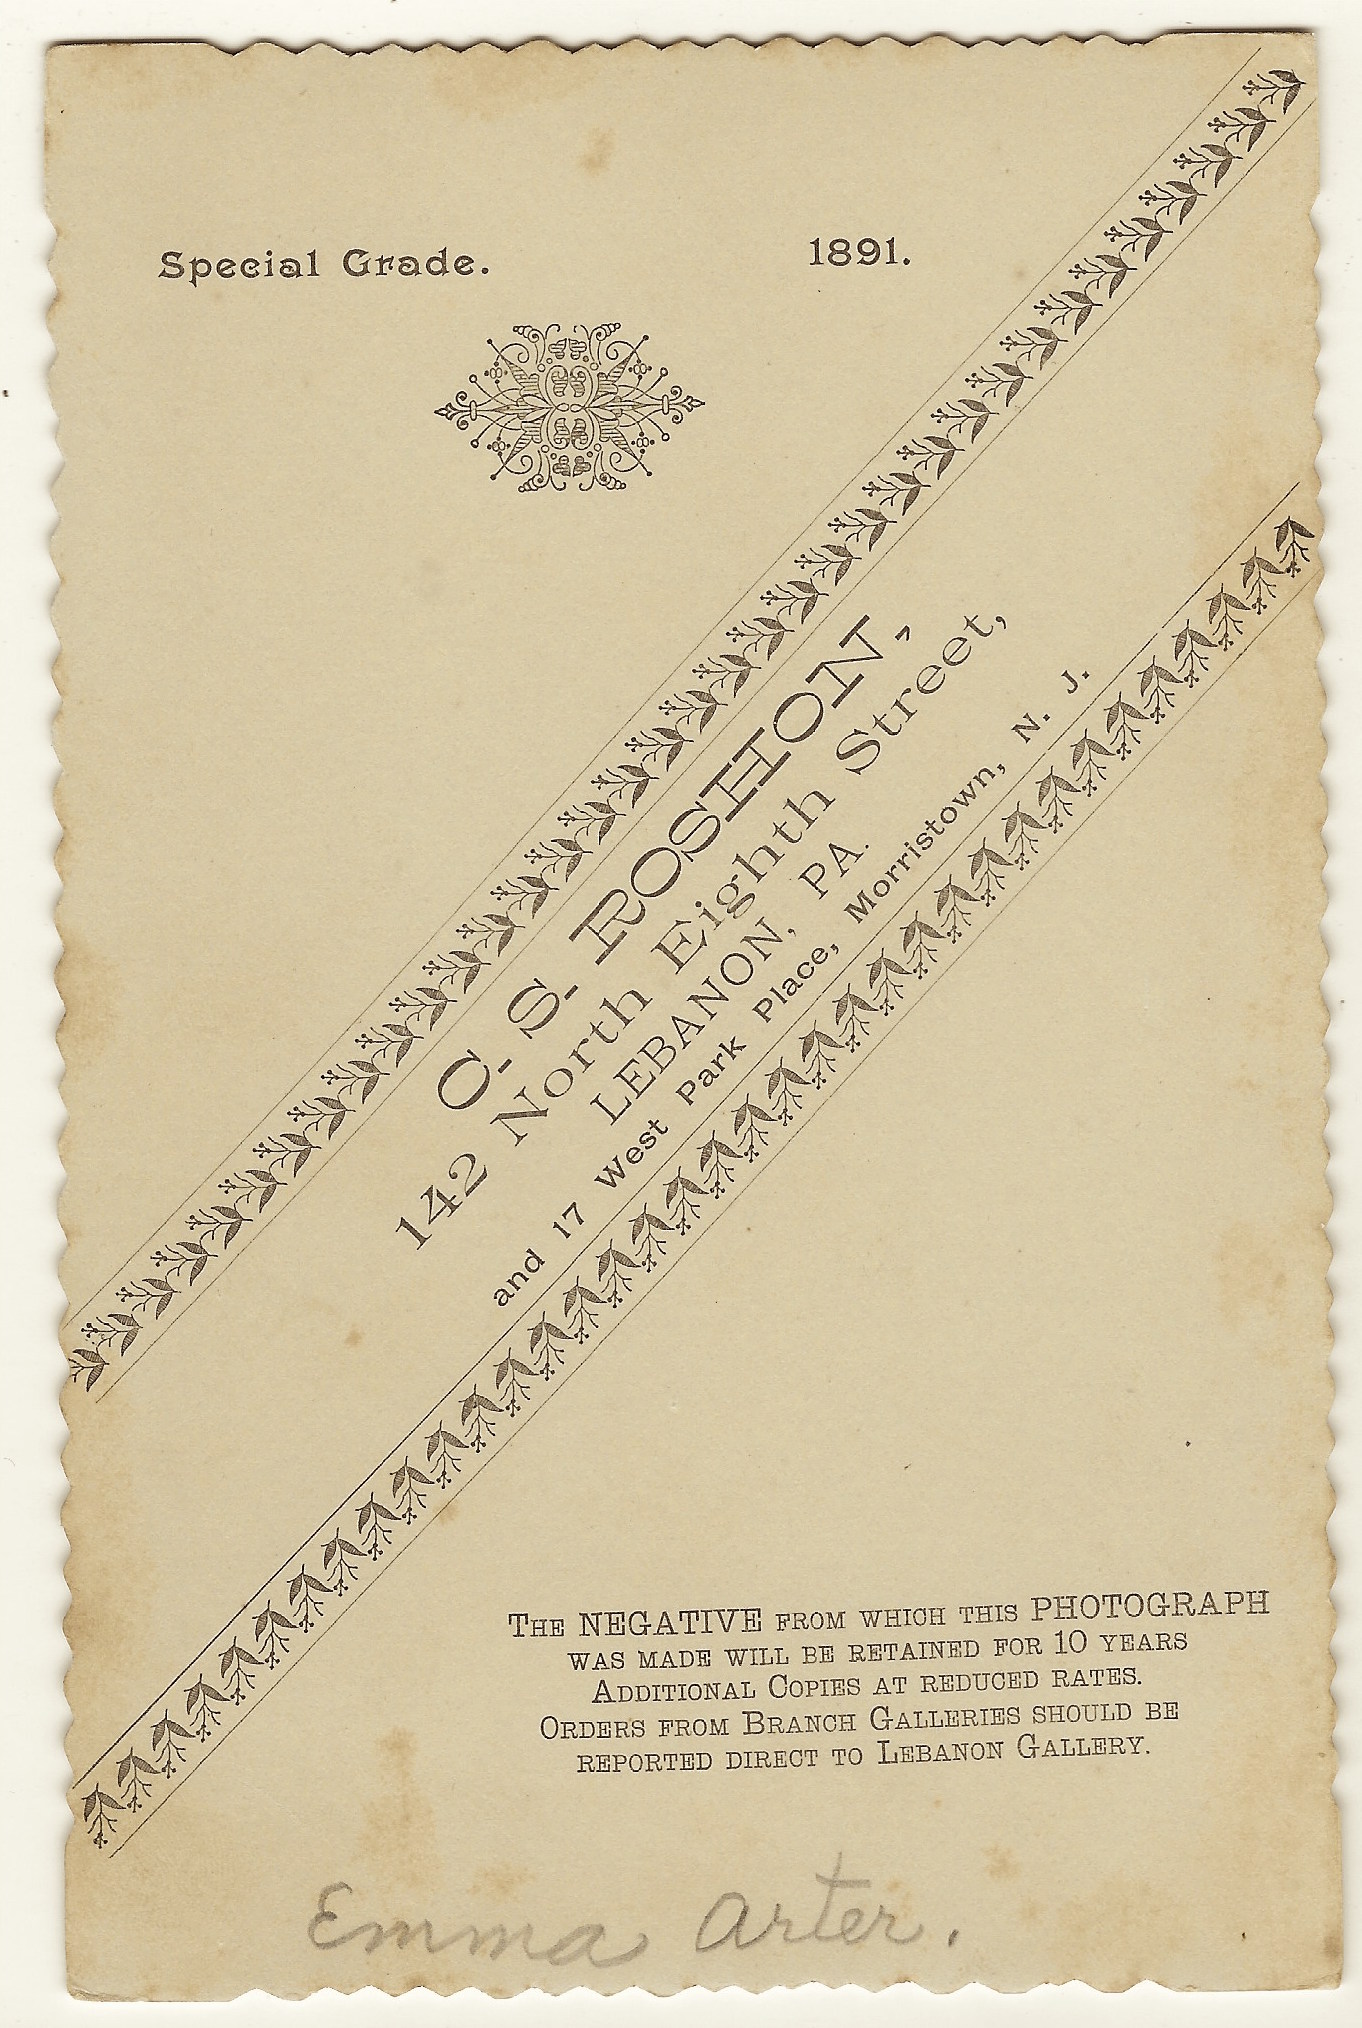 Special Grade. 1891.
C. S. ROSHON,
142 North Eighth Street,
LEBANON, PA.
and 17 West Park Place, Morristown, N. J.
THE NEGATIVE FROM WHICH THIS PHOTOGRAPH
WAS MADE WILL BE RETAINED FOR 10 YEARS
ADDITIONAL COPIES AT REDUCED RATES.
ORDERS FROM BRANCH GALLERIES SHOULD BE
REPORTED DIRECT TO LEBANON GALLERY.
Emma Arter.